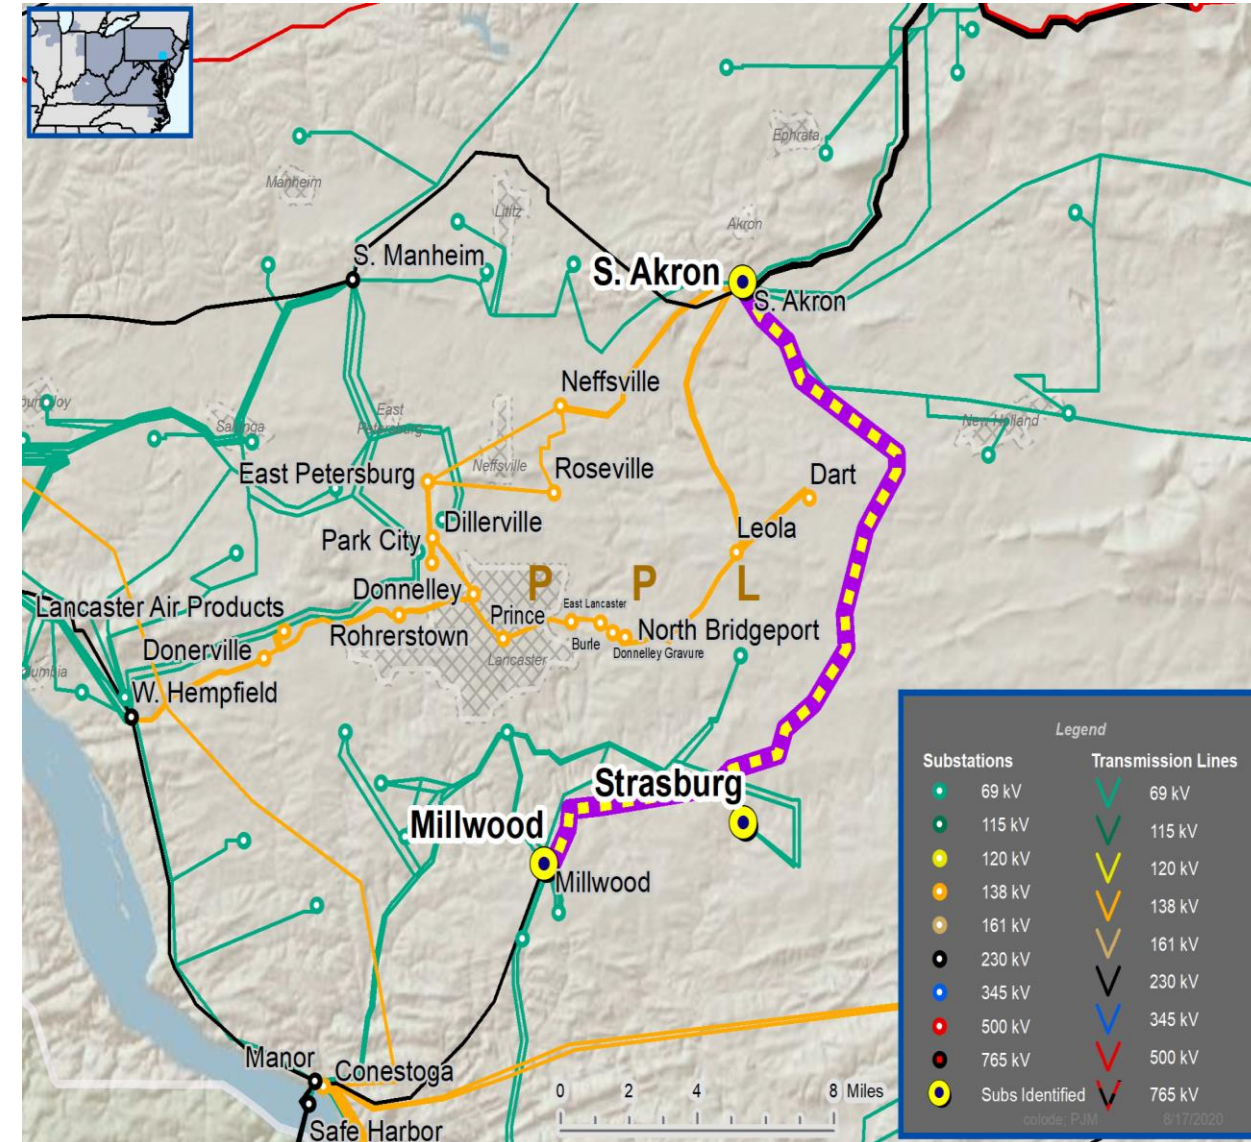 Ephrata
Manheim
Lititz
Akron
S. Manheim
S. Akron
S. Akron
Neffsville
East
Petersburg
New Holland
East Petersburg
Neffsville
Roseville
Dart
Dillerville
Park City
Leola
P P L
Donnelley
Lancaster Air Products
Prince
East Lancaster
Rohrerstown
Burle
Donnelley Gravure
North Bridgeport
Lancaster
Donerville
W. Hempfield
Strasburg
Millwood
Millwood
Manor
Conestoga
Safe Harbor
0 2 4 8 Miles
Legend
Substations Transmission Lines
69 kV 69 kV
115 kV 115 kV
120 kV 120 kV
138 kV 138 kV
161 kV 161 kV
230 kV 230 kV
345 kV 345 kV
500 kV 500 kV
765 kV
Subs Identified 765 kV
colode; PJM 8/17/2020